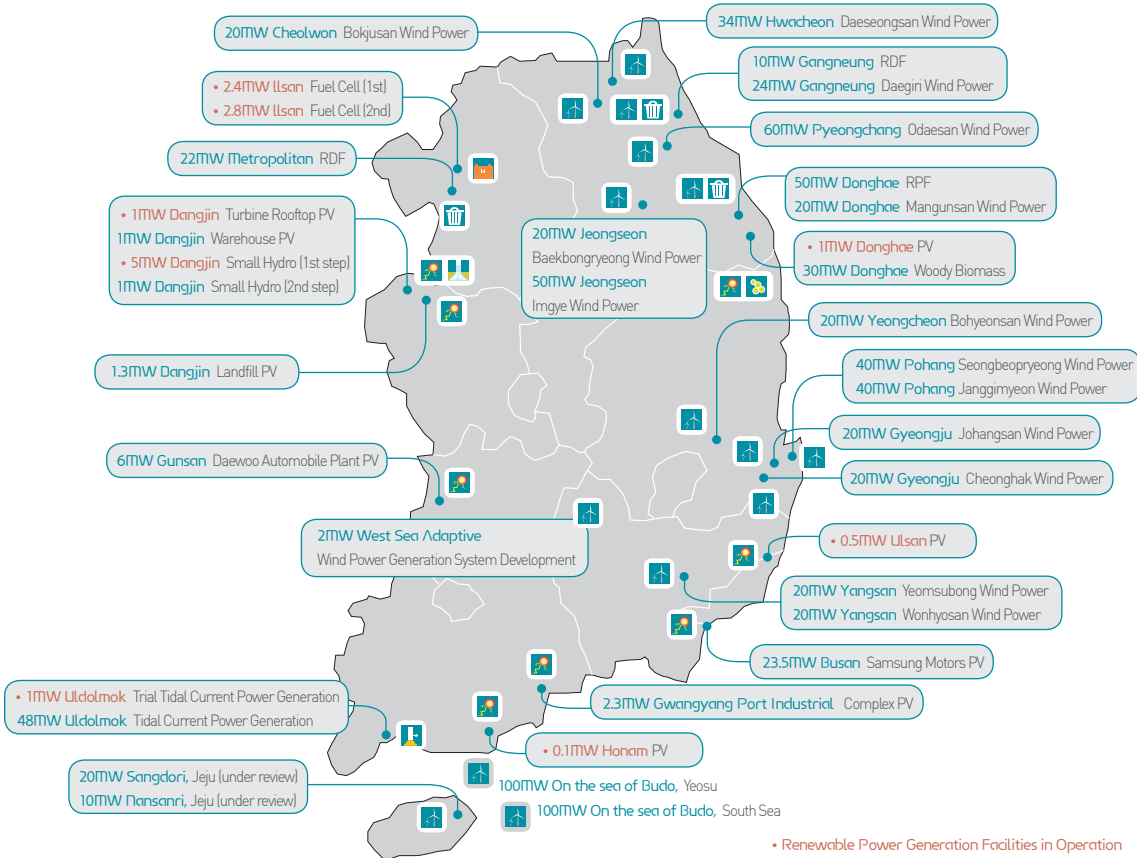 34MW Hwacheon Daeseongsan Wind Power
20MW Cheolwon Bokjusan Wind Power
10MW Gangneung RDF
24MW Gangneung Daegiri Wind Power
• 2.4MW Ilsan Fuel Cell (1st)
• 2.8MW Ilsan Fuel Cell (2nd)
60MW Pyeongchang Odaesan Wind Power
22MW Metropolitan RDF
50MW Donghae RPF
20MW Donghae Mangunsan Wind Power
• 1MW Dangjin Turbine Rooftop PV
1MW Dangjin Warehouse PV
• 5MW Dangjin Small Hydro (1st step)
1MW Dangjin Small Hydro (2nd step)
20MW Jeongseon
Baekbongryeong Wind Power
50MW Jeongseon
Imgye Wind Power
• 1MW Donghae PV
30MW Donghae Woody Biomass
20MW Yeongcheon Bohyeonsan Wind Power
1.3MW Dangjin Landfill PV
40MW Pohang Seongbeopryeong Wind Power
40MW Pohang Janggimyeon Wind Power
20MW Gyeongju Johangsan Wind Power
6MW Gunsan Daewoo Automobile Plant PV
20MW Gyeongju Cheonghak Wind Power
2MW West Sea Adaptive
Wind Power Generation System Development
• 0.5MW Ulsan PV
20MW Yangsan Yeomsubong Wind Power
20MW Yangsan Wonhyosan Wind Power
23.5MW Busan Samsung Motors PV
• 1MW Uldolmok Trial Tidal Current Power Generation
48MW Uldolmok Tidal Current Power Generation
2.3MW Gwangyang Port Industrial Complex PV
• 0.1MW Honam PV
20MW Sangdori, Jeju (under review)
10MW Nansanri, Jeju (under review)
100MW On the sea of Budo, Yeosu
100MW On the sea of Budo, South Sea
• Renewable Power Generation Facilities in Operation